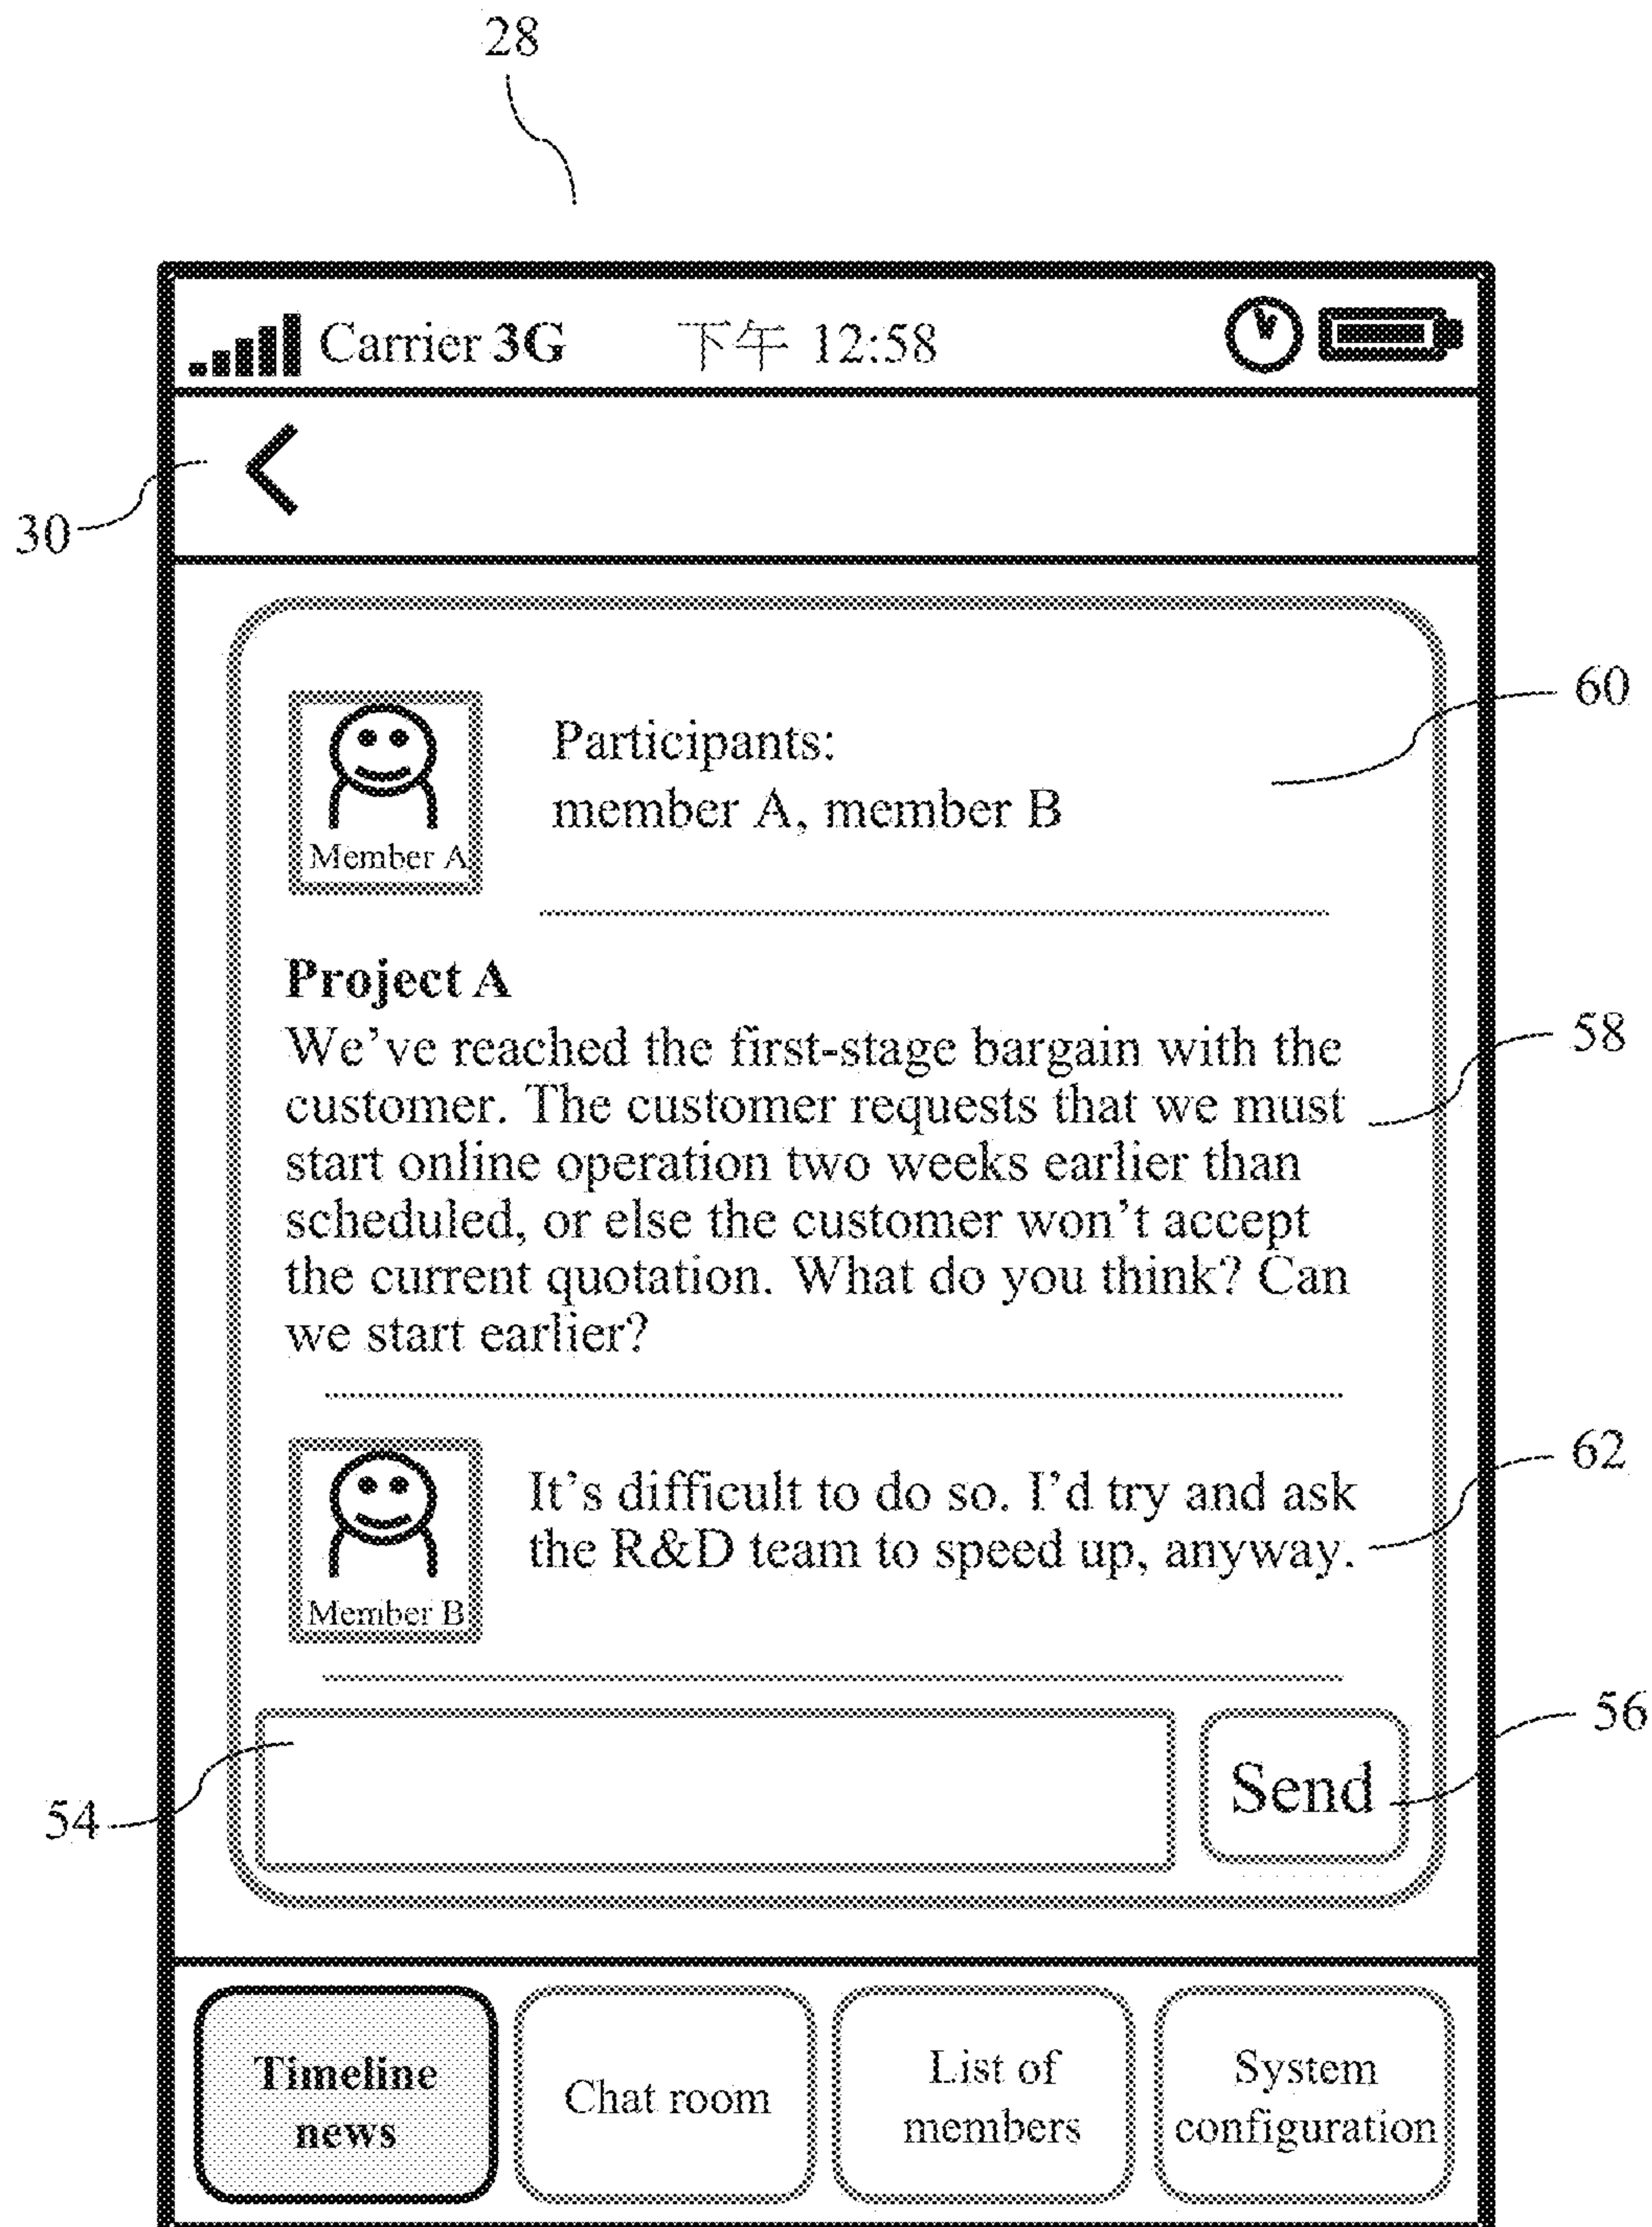 28
Carrier 3G 下午 12:58
30
60
Participants:
member A, member B
Member A
Project A
58
We've reached the first-stage bargain with the
customer. The customer requests that we must
start online operation two weeks earlier than
scheduled, or else the customer won't accept
the current quotation. What do you think? Can
we start earlier?
62
It's difficult to do so. I'd try and ask
the R&D team to speed up, anyway.
Member B
56
Send
54
Timeline
news
Chat room
List of
members
System
configuration